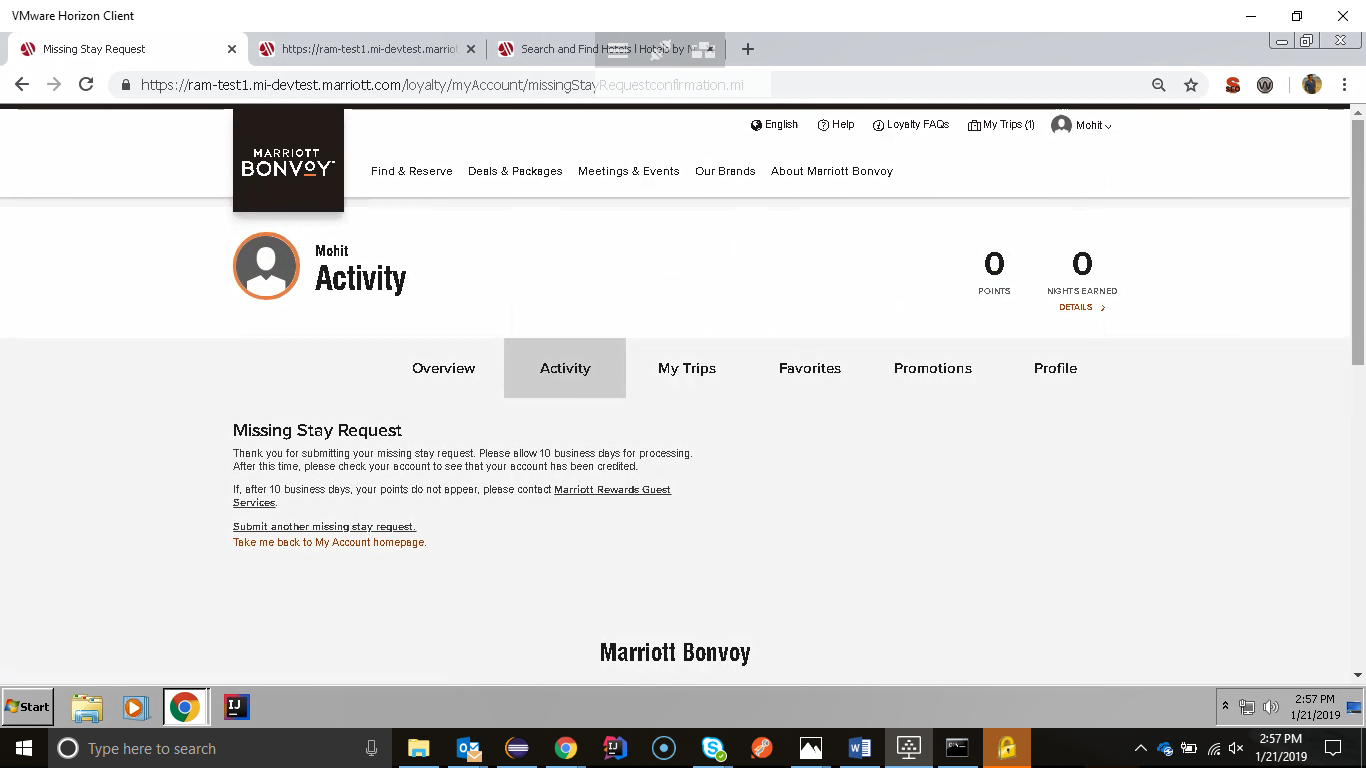 VMware Horizon Client
Missing Stay Request
https://ram-test1.mi-devtest.marriot
Search and Find Hotels | Hotels by
https://ram-test1.mi-devtest.marriott.com/loyalty/myAccount/missingStayRequestconfirmation.mi
English
Help
Loyalty FAQs
My Trips (1)
Mohit
MARRIOTT
BONVOY
Find & Reserve
Deals & Packages
Meetings & Events
Our Brands
About Marriott Bonvoy
Mohit
Activity
0
POINTS
0
NIGHTS EARNED
DETAILS
Overview
Activity
My Trips
Favorites
Promotions
Profile
Missing Stay Request
Thank you for submitting your missing stay request. Please allow 10 business days for processing.
After this time, please check your account to see that your account has been credited.
If, after 10 business days, your points do not appear, please contact Marriott Rewards Guest
Services.
Submit another missing stay request.
Take me back to My Account homepage.
Marriott Bonvoy
Start
2:57 PM
1/21/2019
Type here to search
2:57 PM
1/21/2019